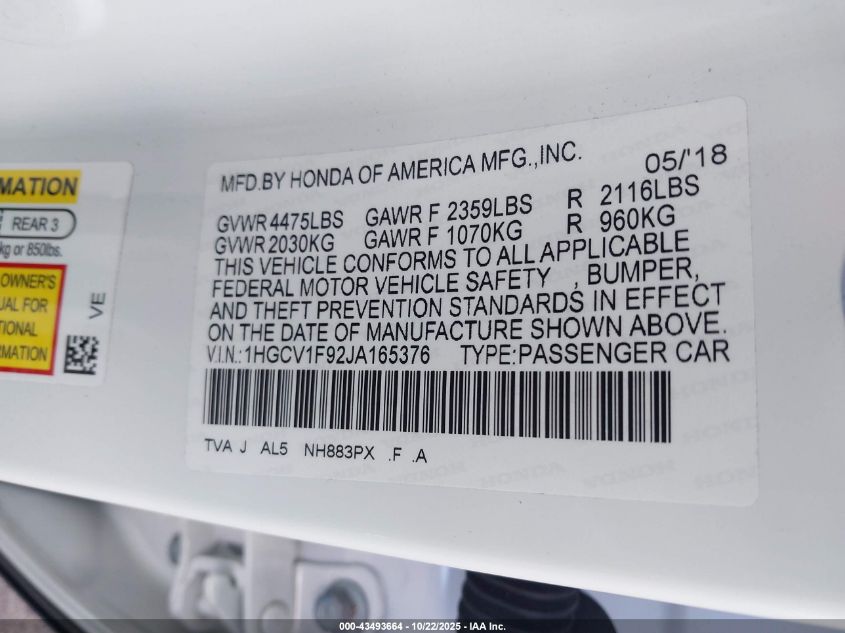 MFD.BY HONDA OF AMERICA MFG.,INC. 05/'18
GVWR 4475LBS GAWR F 2359LBS R 2116LBS
GVWR 2030KG GAWR F 1070KG R 960KG
THIS VEHICLE CONFORMS TO ALL APPLICABLE
FEDERAL MOTOR VEHICLE SAFETY , BUMPER,
AND THEFT PREVENTION STANDARDS IN EFFECT
ON THE DATE OF MANUFACTURE SHOWN ABOVE.
V.I.N.:1HGCV1F92JA165376 TYPE:PASSENGER CAR
TVA J AL5 NH883PX .F .A
MATION
REAR 3
kg or 850lbs.
OWNER'S
UAL FOR
TIONAL
ORMATION
VE
000-43493664 - 10/22/2025 - IAA Inc.